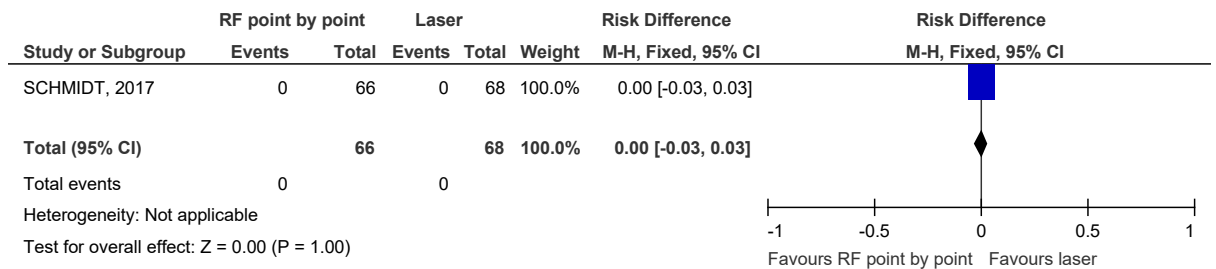 RF point by point Laser Risk Difference Risk Difference
Study or Subgroup Events Total Events Total Weight M-H, Fixed, 95% CI M-H, Fixed, 95% CI
SCHMIDT, 2017 0 66 0 68 100.0% 0.00 [-0.03, 0.03]
Total (95% CI) 66 68 100.0% 0.00 [-0.03, 0.03]
Total events 0 0
Heterogeneity: Not applicable
Test for overall effect: Z = 0.00 (P = 1.00)
-1 -0.5 0 0.5 1
Favours RF point by point Favours laser